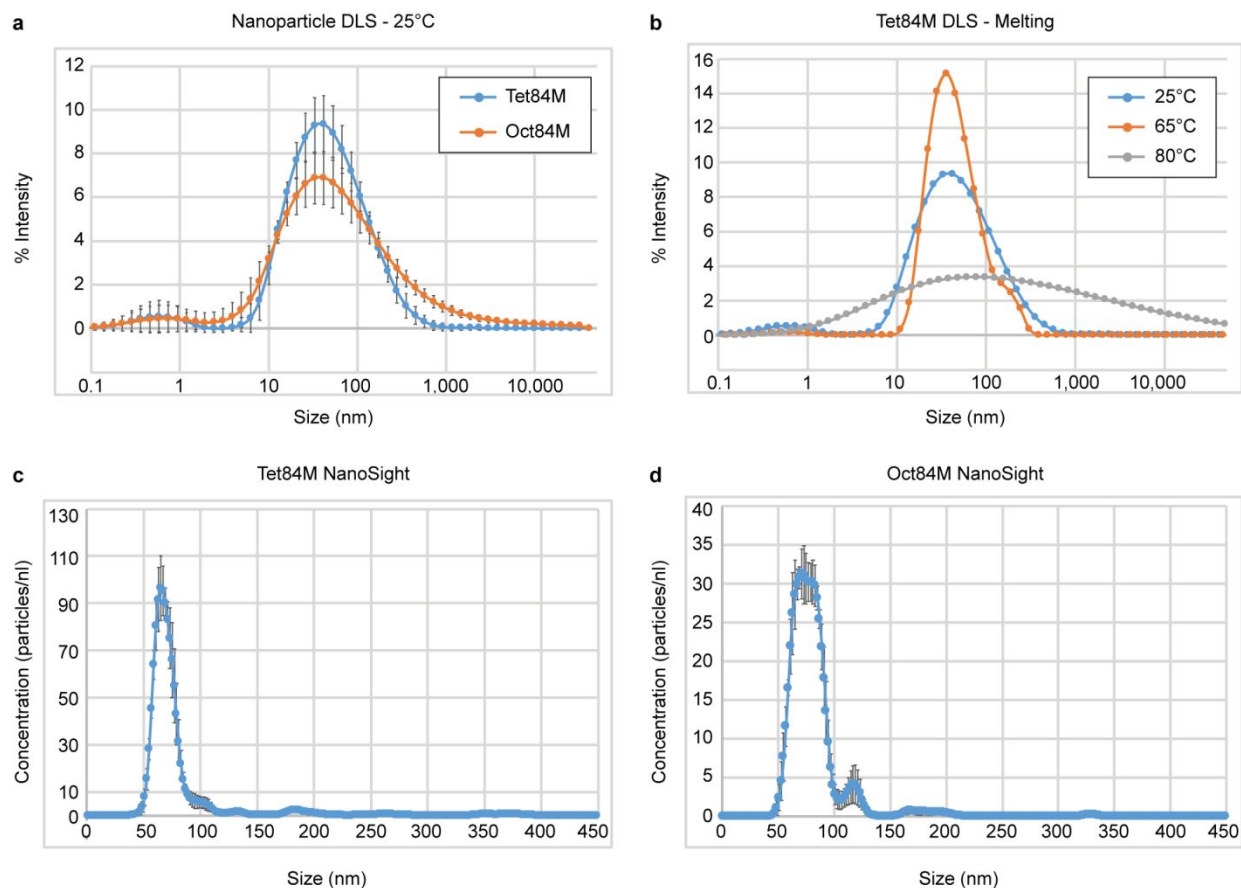 a
Nanoparticle DLS - 25°C
12
10
8
6
4
2
0
% Intensity
Tet84M
Oct84M
0.1 1 10 100 1,000 10,000
Size (nm)
b
Tet84M DLS - Melting
16
14
12
10
8
6
4
2
0
% Intensity
25°C
65°C
80°C
0.1 1 10 100 1,000 10,000
Size (nm)
c
Tet84M NanoSight
130
110
90
70
50
30
10
0
Concentration (particles/nl)
0 50 100 150 200 250 300 350 400 450
Size (nm)
d
Oct84M NanoSight
40
35
30
25
20
15
10
5
0
Concentration (particles/nl)
0 50 100 150 200 250 300 350 400 450
Size (nm)